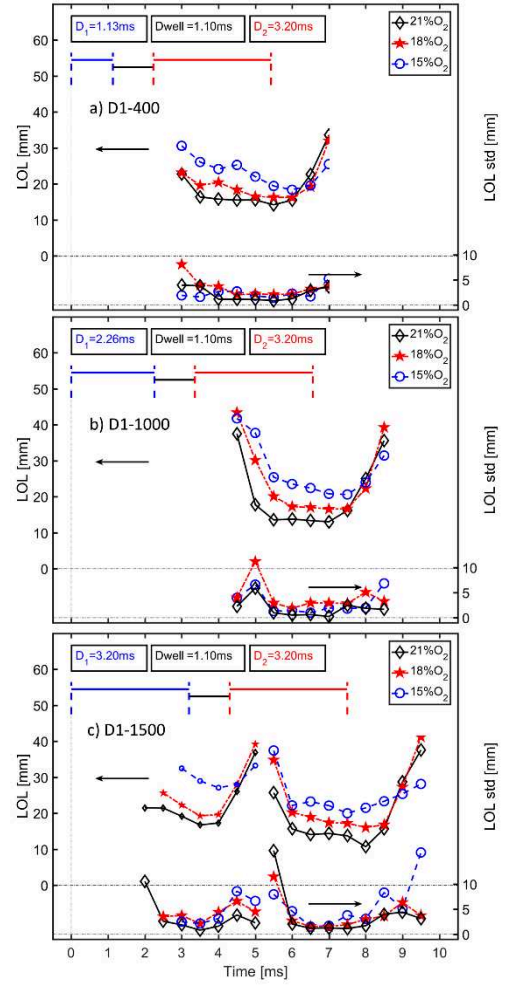 D1=1.13ms Dwell =1.10ms D2=3.20ms
21%O2
18%O2
15%O2
a) D1-400
LOL [mm]
60
50
40
30
20
10
0
LOL std [mm]
10
5
0
D1=2.26ms Dwell =1.10ms D2=3.20ms
21%O2
18%O2
15%O2
b) D1-1000
LOL [mm]
60
50
40
30
20
10
0
LOL std [mm]
10
5
0
D1=3.20ms Dwell =1.10ms D2=3.20ms
21%O2
18%O2
15%O2
c) D1-1500
LOL [mm]
60
50
40
30
20
10
0
LOL std [mm]
10
5
0
0 1 2 3 4 5 6 7 8 9 10
Time [ms]